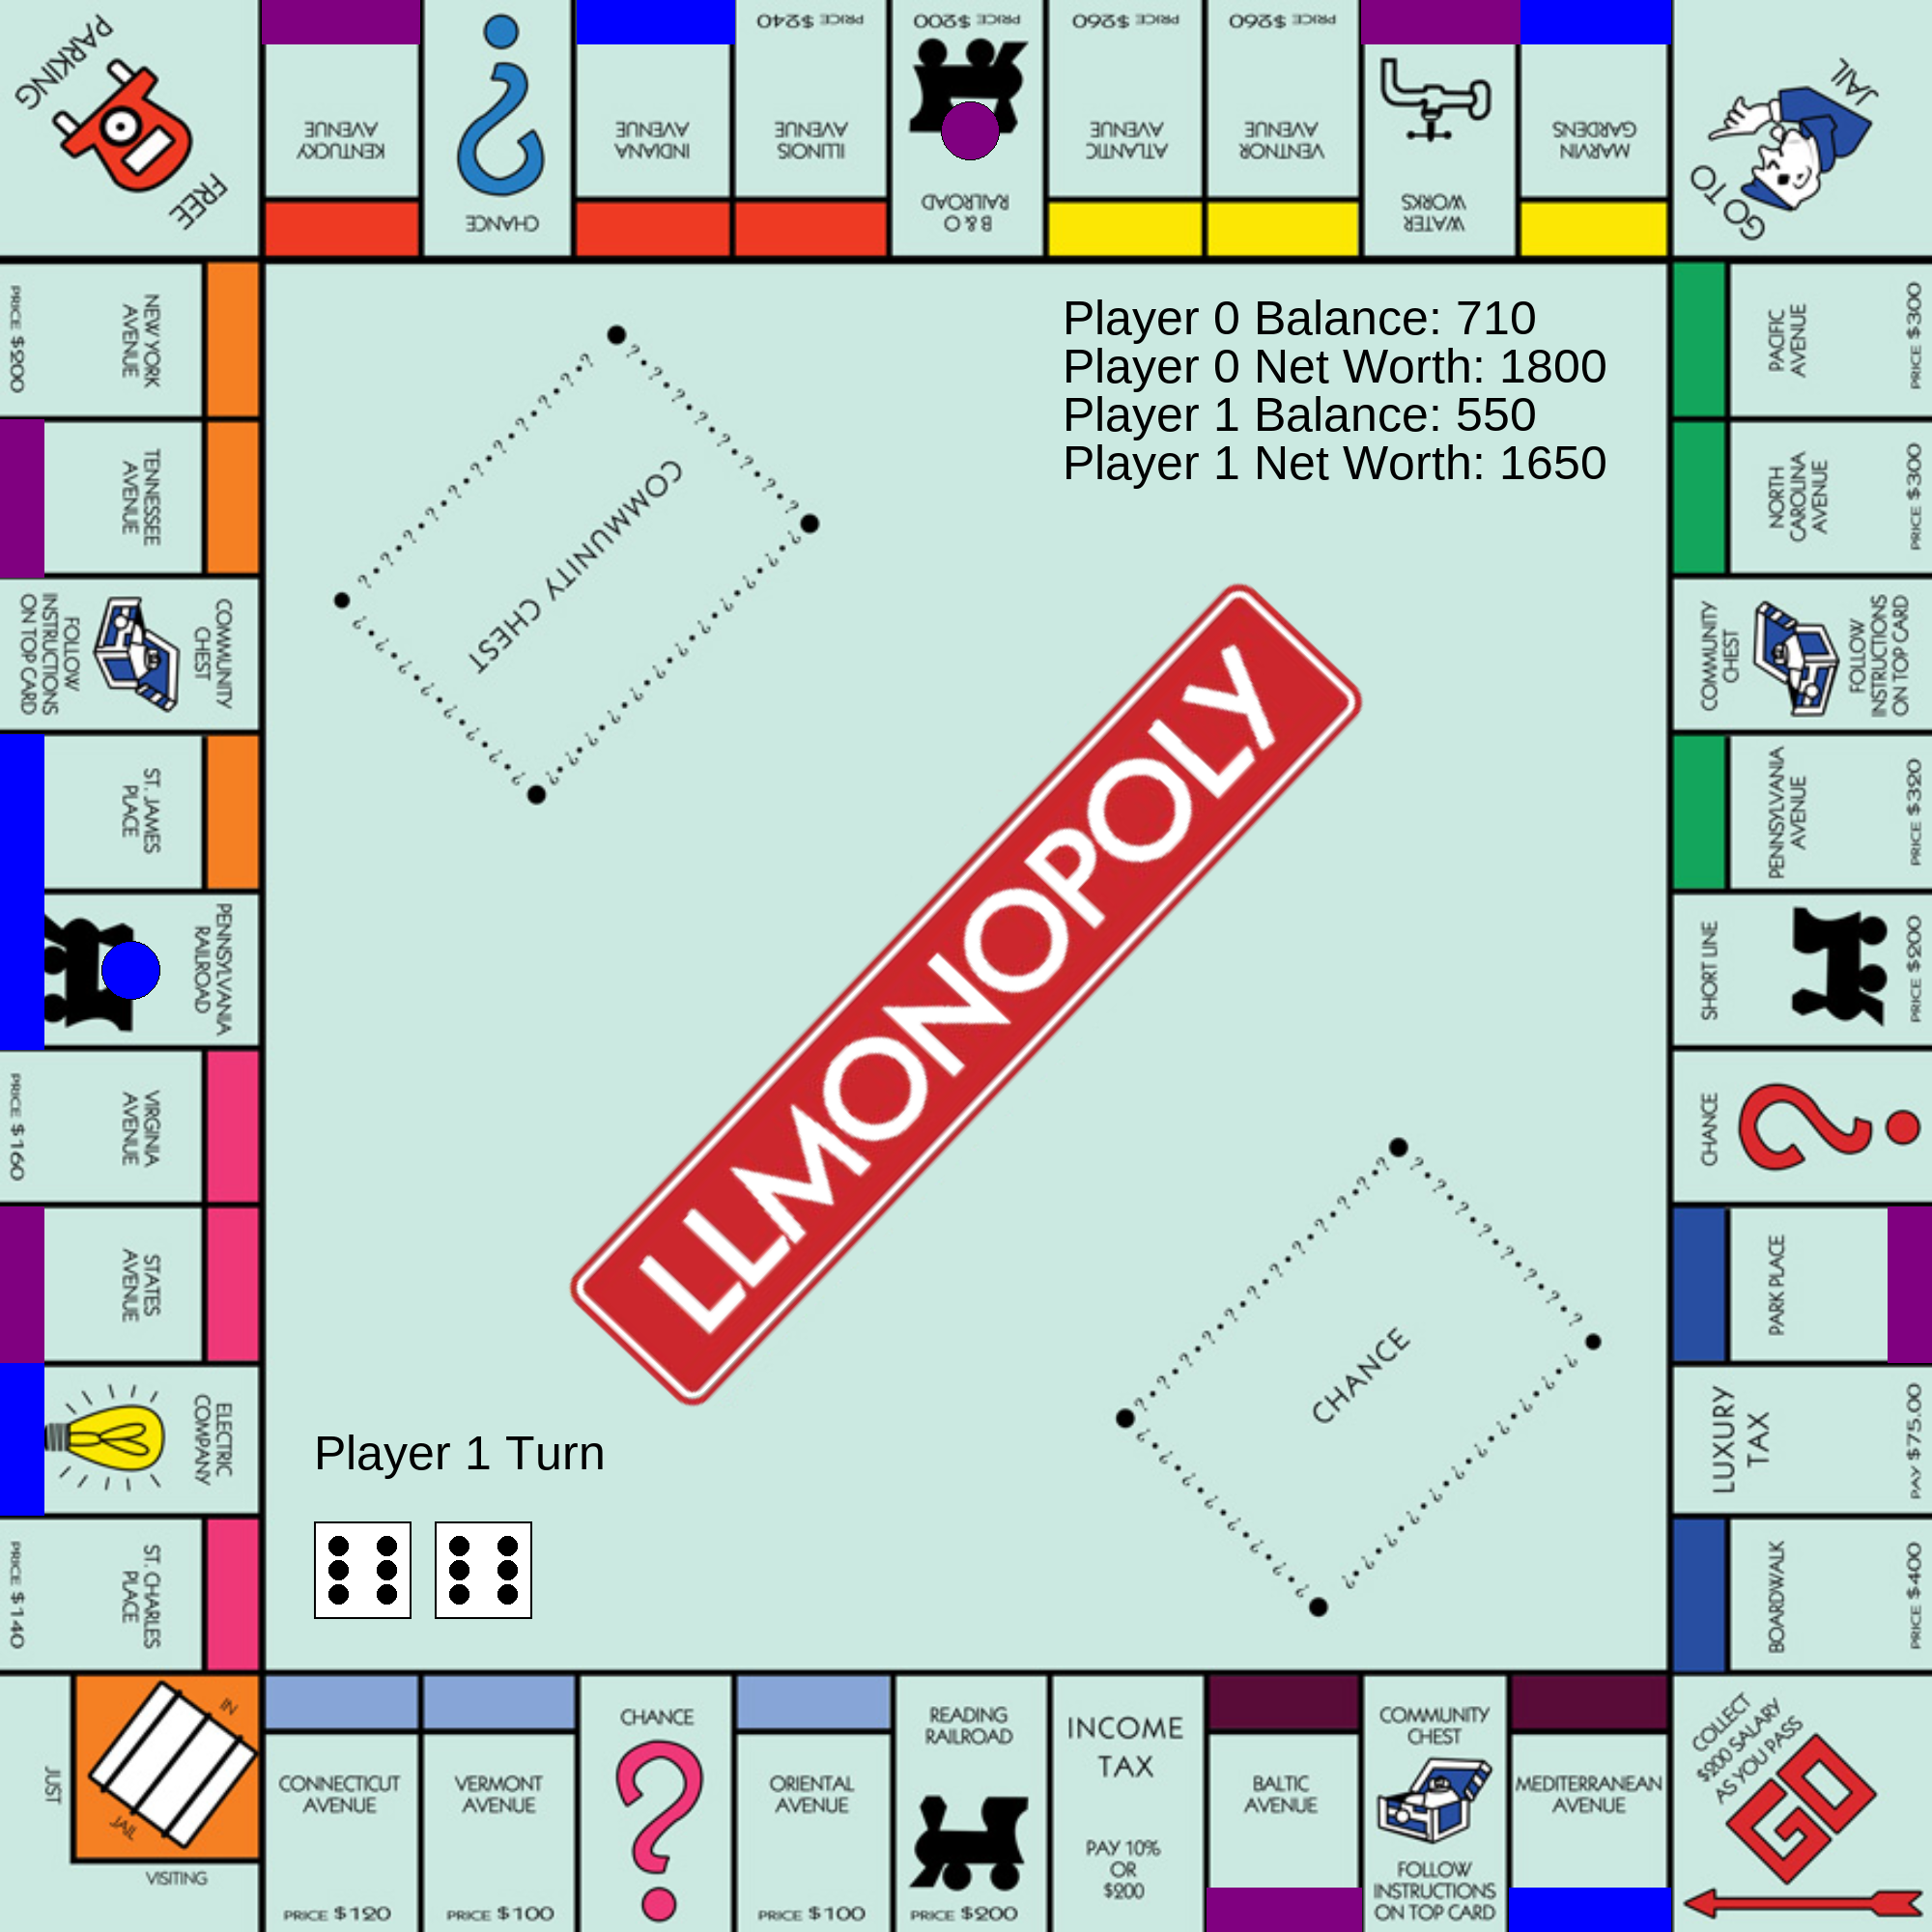 FREE
PARKING
KENTUCKY
AVENUE
CHANCE
INDIANA
AVENUE
ILLINOIS
AVENUE
PRICE $240
B & O
RAILROAD
PRICE $200
ATLANTIC
AVENUE
PRICE $260
VENTNOR
AVENUE
PRICE $260
WATER
WORKS
MARVIN
GARDENS
GO TO
JAIL
NEW YORK
AVENUE
PRICE $200
TENNESSEE
AVENUE
COMMUNITY
CHEST
FOLLOW
INSTRUCTIONS
ON TOP CARD
ST. JAMES
PLACE
PENNSYLVANIA
RAILROAD
VIRGINIA
AVENUE
PRICE $160
STATES
AVENUE
ELECTRIC
COMPANY
ST. CHARLES
PLACE
PRICE $140
Player 0 Balance: 710
Player 0 Net Worth: 1800
Player 1 Balance: 550
Player 1 Net Worth: 1650
COMMUNITY CHEST
LLMONOPOLY
CHANCE
Player 1 Turn
PACIFIC
AVENUE
PRICE $300
NORTH
CAROLINA
AVENUE
PRICE $300
COMMUNITY
CHEST
FOLLOW
INSTRUCTIONS
ON TOP CARD
PENNSYLVANIA
AVENUE
PRICE $320
SHORT LINE
PRICE $200
CHANCE
PARK PLACE
LUXURY
TAX
PAY $75.00
BOARDWALK
PRICE $400
IN
JAIL
JUST
VISITING
CONNECTICUT
AVENUE
PRICE $120
VERMONT
AVENUE
PRICE $100
CHANCE
ORIENTAL
AVENUE
PRICE $100
READING
RAILROAD
PRICE $200
INCOME
TAX
PAY 10%
OR
$200
BALTIC
AVENUE
COMMUNITY
CHEST
FOLLOW
INSTRUCTIONS
ON TOP CARD
MEDITERRANEAN
AVENUE
COLLECT
$200 SALARY
AS YOU PASS
GO